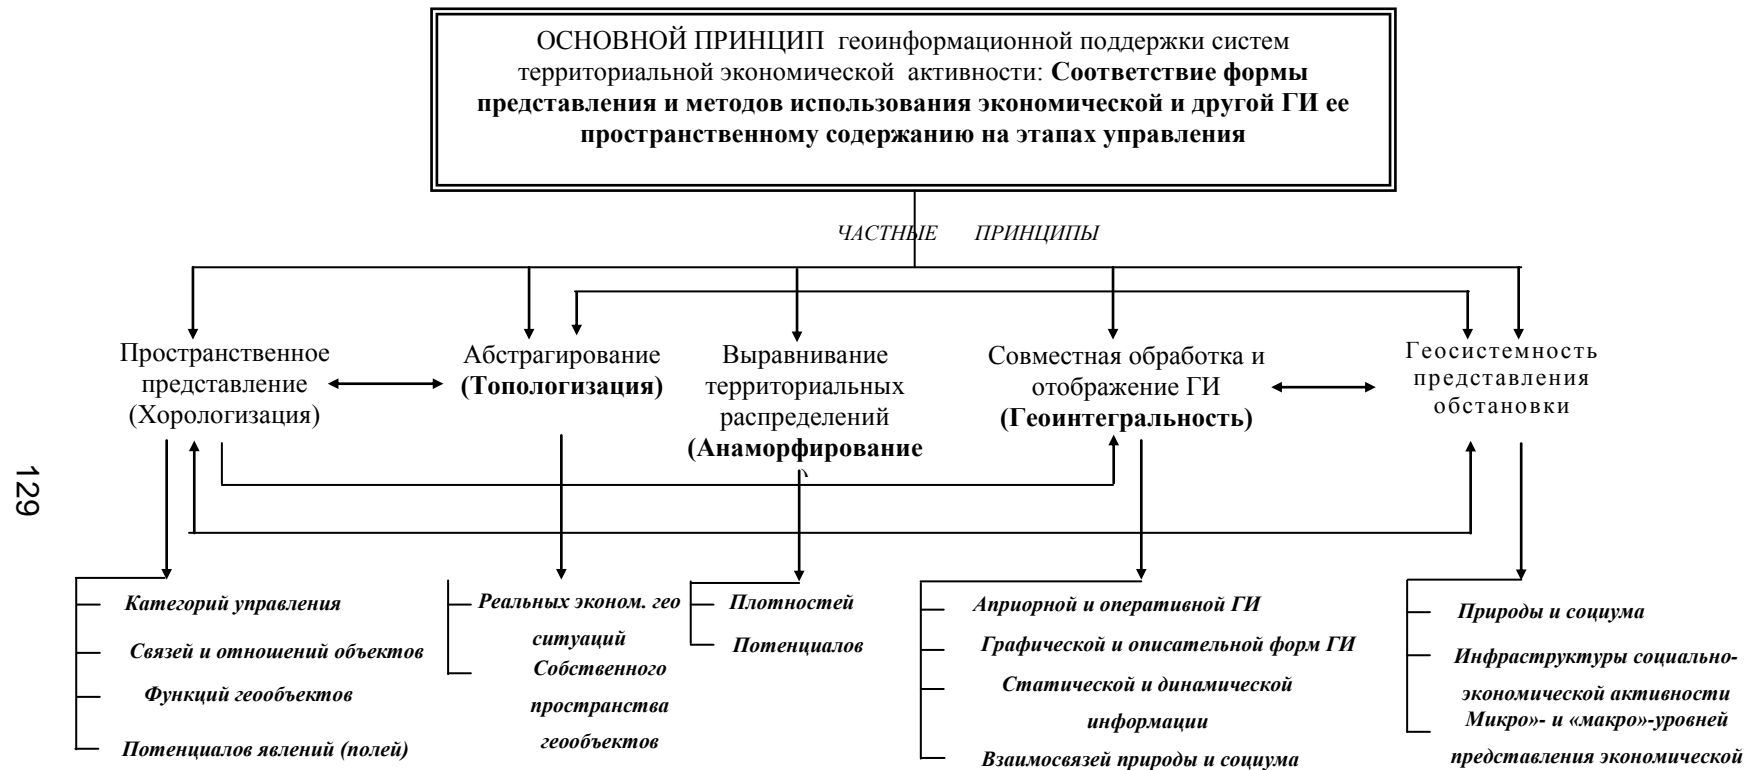 ОСНОВНОЙ ПРИНЦИП геоинформационной поддержки систем
территориальной экономической активности: Соответствие формы
представления и методов использования экономической и другой ГИ ее
пространственному содержанию на этапах управления
ЧАСТНЫЕ ПРИНЦИПЫ
Пространственное
представление
(Хорологизация)
Абстрагирование
(Топологизация)
Выравнивание
территориальных
распределений
(Анаморфирование
)
Совместная обработка и
отображение ГИ
(Геоинтегральность)
Геосистемность
представления
обстановки
129
Категорий управления
Связей и отношений объектов
Функций геообъектов
Потенциалов явлений (полей)
Реальных эконом. гео
ситуаций
Собственного
пространства
геообъектов
Плотностей
Потенциалов
Априорной и оперативной ГИ
Графической и описательной форм ГИ
Статической и динамической
информации
Взаимосвязей природы и социума
Природы и социума
Инфраструктуры социально-
экономической активности
Микро»- и «макро»-уровней
представления экономической